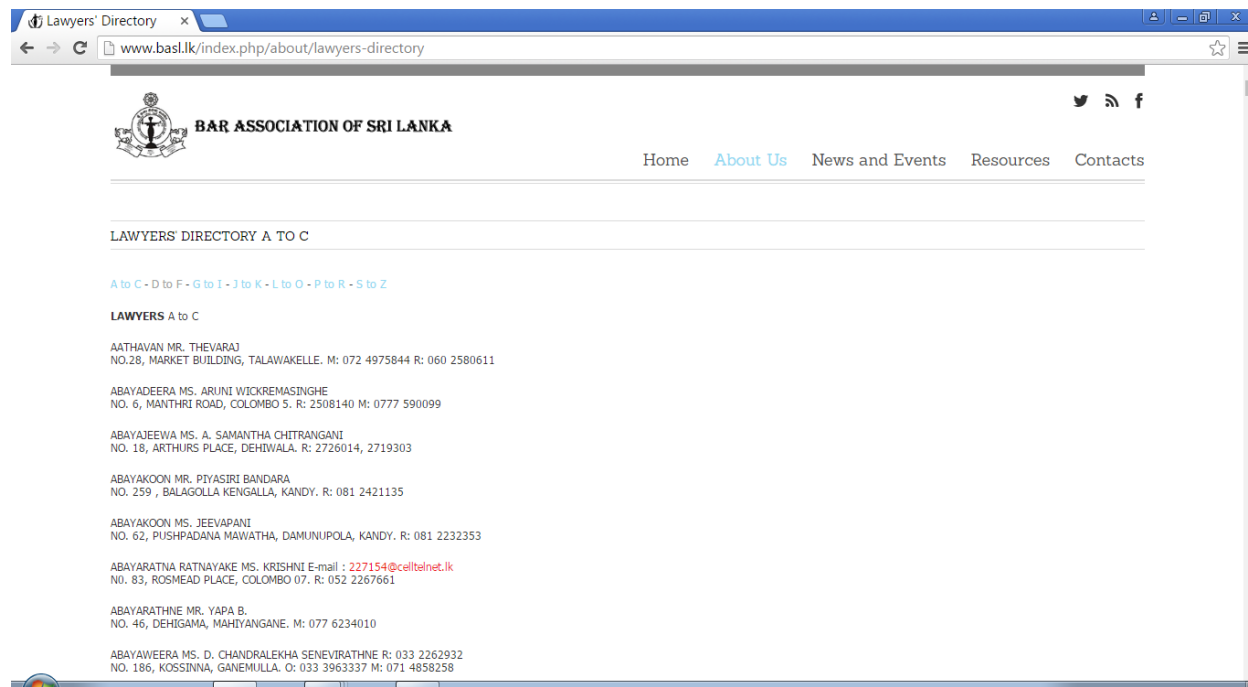 Lawyers' Directory
www.basl.lk/index.php/about/lawyers-directory
BAR ASSOCIATION OF SRI LANKA
Home About Us News and Events Resources Contacts
LAWYERS' DIRECTORY A TO C
A to C - D to F - G to I - J to K - L to O - P to R - S to Z
LAWYERS A to C
AATHAVAN MR. THEVARAJ
NO.28, MARKET BUILDING, TALAWAKELLE. M: 072 4975844 R: 060 2580611
ABAYADEERA MS. ARUNI WICKREMASINGHE
NO. 6, MANTHRI ROAD, COLOMBO 5. R: 2508140 M: 0777 590099
ABAYAJEEWA MS. A. SAMANTHA CHITRANGANI
NO. 18, ARTHURS PLACE, DEHIWALA. R: 2726014, 2719303
ABAYAKOON MR. PIYASIRI BANDARA
NO. 259 , BALAGOLLA KENGALLA, KANDY. R: 081 2421135
ABAYAKOON MS. JEEVAPANI
NO. 62, PUSHPADANA MAWATHA, DAMUNUPOLA, KANDY. R: 081 2232353
ABAYARATNA RATNAYAKE MS. KRISHNI E-mail : 227154@celltelnet.lk
N0. 83, ROSMEAD PLACE, COLOMBO 07. R: 052 2267661
ABAYARATHNE MR. YAPA B.
NO. 46, DEHIGAMA, MAHIYANGANE. M: 077 6234010
ABAYAWEERA MS. D. CHANDRALEKHA SENEVIRATHNE R: 033 2262932
NO. 186, KOSSINNA, GANEMULLA. O: 033 3963337 M: 071 4858258